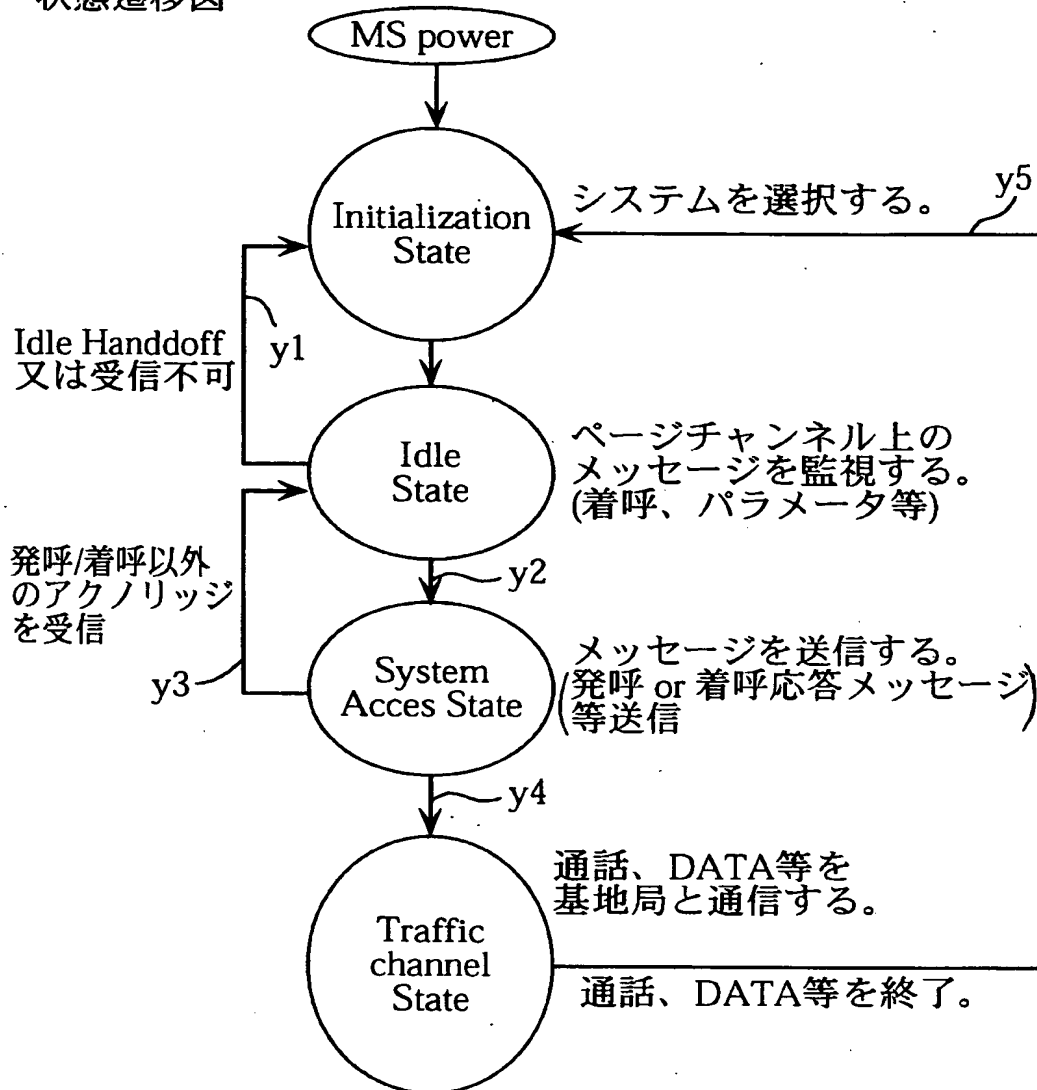 状態遷移図
MS power
Initialization
State
システムを選択する。
y5
Idle Handdoff
又は受信不可
y1
Idle
State
ページチャンネル上の
メッセージを監視する。
(着呼、パラメータ等)
y2
発呼/着呼以外
のアクノリッジ
を受信
y3
System
Acces State
メッセージを送信する。
(発呼 or 着呼応答メッセージ
等送信)
y4
Traffic
channel
State
通話、DATA等を
基地局と通信する。
通話、DATA等を終了。